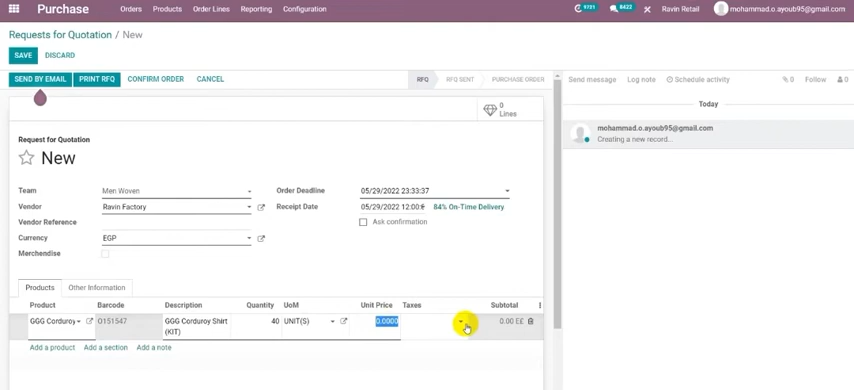 Purchase Orders Products Order Lines Reporting Configuration 9731 8432 Ravin Retail mohammad.o.ayoub95@gmail.com
Requests for Quotation / New
SAVE DISCARD
SEND BY EMAIL PRINT RFQ CONFIRM ORDER CANCEL RFQ RFQ SENT PURCHASE ORDER
Send message Log note Schedule activity 0 Follow 0
0
Lines
Today
mohammad.o.ayoub95@gmail.com
Creating a new record...
Request for Quotation
New
Team Men Woven Order Deadline 05/29/2022 23:33:37
Vendor Ravin Factory Receipt Date 05/29/2022 12:00: 84% On-Time Delivery
Vendor Reference Ask confirmation
Currency EGP
Merchendise
Products Other Information
Product Barcode Description Quantity UoM Unit Price Taxes Subtotal
GGG Corduroy O151547 GGG Corduroy Shirt 40 UNIT(S) 0.0000 0.00 E£
(KIT)
Add a product Add a section Add a note